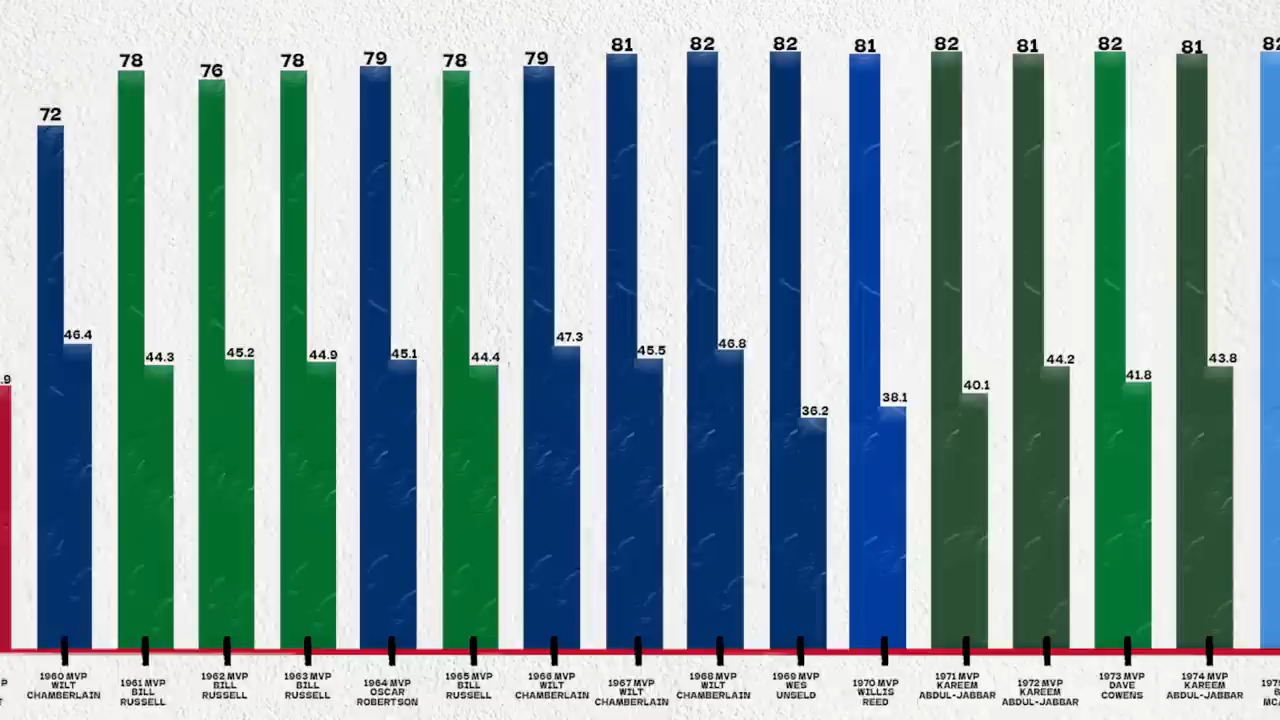 72
78
76
78
79
78
79
81
82
82
81
82
81
82
81
82
.9
46.4
44.3
45.2
44.9
45.1
44.4
47.3
45.5
46.8
36.2
38.1
40.1
44.2
41.8
43.8
1960 MVP
WILT
CHAMBERLAIN
1961 MVP
BILL
RUSSELL
1962 MVP
BILL
RUSSELL
1963 MVP
BILL
RUSSELL
1964 MVP
OSCAR
ROBERTSON
1965 MVP
BILL
RUSSELL
1966 MVP
WILT
CHAMBERLAIN
1967 MVP
WILT
CHAMBERLAIN
1968 MVP
WILT
CHAMBERLAIN
1969 MVP
WES
UNSELD
1970 MVP
WILLIS
REED
1971 MVP
KAREEM
ABDUL-JABBAR
1972 MVP
KAREEM
ABDUL-JABBAR
1973 MVP
DAVE
COWENS
1974 MVP
KAREEM
ABDUL-JABBAR